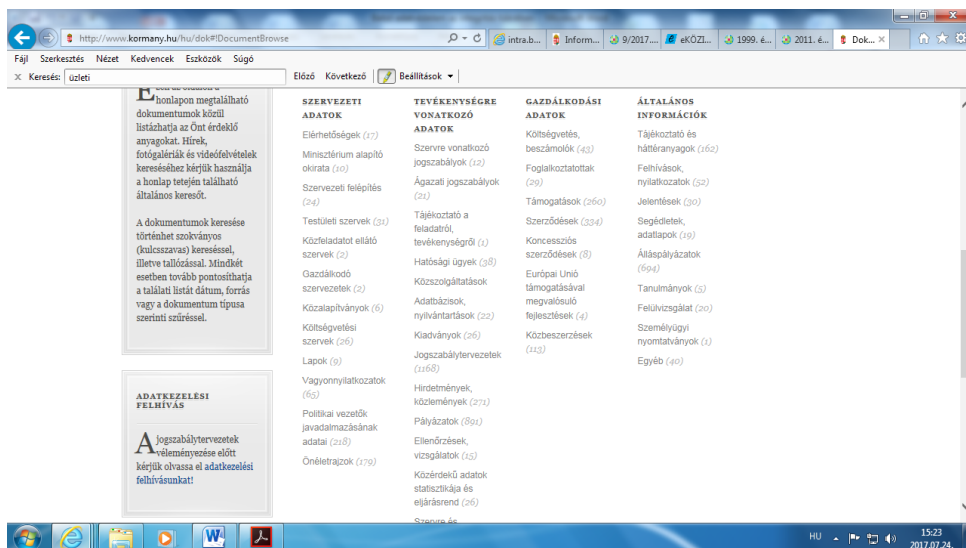 http://www.kormany.hu/hu/dok#!DocumentBrowse
intra.b...
Inform...
9/2017....
eKÖZI...
1999. é...
2011. é...
Dok...
Fájl Szerkesztés Nézet Kedvencek Eszközök Súgó
Keresés: üzleti Előző Következő Beállítások
honlapon megtalálható
dokumentumok közül
listázhatja az Önt érdeklő
anyagokat. Hírek,
fotógalériák és videófelvételek
kereséséhez kérjük használja
a honlap tetején található
általános keresőt.
A dokumentumok keresése
történhet szokványos
(kulcsszavas) kereséssel,
illetve tallózással. Mindkét
esetben tovább pontosíthatja
a találati listát dátum, forrás
vagy a dokumentum típusa
szerinti szűréssel.
ADATKEZELÉSI
FELHÍVÁS
A jogszabálytervezetek
véleményezése előtt
kérjük olvassa el adatkezelési
felhívásunkat!
SZERVEZETI
ADATOK
Elérhetőségek (17)
Minisztérium alapító
okirata (10)
Szervezeti felépítés
(24)
Testületi szervek (31)
Közfeladatot ellátó
szervek (2)
Gazdálkodó
szervezetek (2)
Közalapítványok (6)
Költségvetési
szervek (26)
Lapok (9)
Vagyonnyilatkozatok
(65)
Politikai vezetők
javadalmazásának
adatai (218)
Önéletrajzok (179)
TEVÉKENYSÉGRE
VONATKOZÓ
ADATOK
Szervre vonatkozó
jogszabályok (12)
Ágazati jogszabályok
(21)
Tájékoztató a
feladatról,
tevékenységről (1)
Hatósági ügyek (38)
Közszolgáltatások
Adatbázisok,
nyilvántartások (22)
Kiadványok (26)
Jogszabálytervezetek
(1168)
Hirdetmények,
közlemények (271)
Pályázatok (891)
Ellenőrzések,
vizsgálatok (15)
Közérdekű adatok
statisztikája és
eljárásrend (26)
Szervre és
GAZDÁLKODÁSI
ADATOK
Költségvetés,
beszámolók (43)
Foglalkoztatottak
(29)
Támogatások (260)
Szerződések (334)
Koncessziós
szerződések (8)
Európai Unió
támogatásával
megvalósuló
fejlesztések (4)
Közbeszerzések
(113)
ÁLTALÁNOS
INFORMÁCIÓK
Tájékoztató és
háttéranyagok (162)
Felhívások,
nyilatkozatok (52)
Jelentések (30)
Segédletek,
adatlapok (19)
Álláspályázatok
(694)
Tanulmányok (5)
Felülvizsgálat (20)
Személyügyi
nyomtatványok (1)
Egyéb (40)
HU
15:23
2017.07.24.